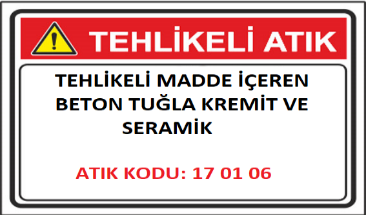 TEHLİKELİ ATIK
TEHLİKELİ MADDE İÇEREN
BETON TUĞLA KREMİT VE
SERAMİK
ATIK KODU: 17 01 06